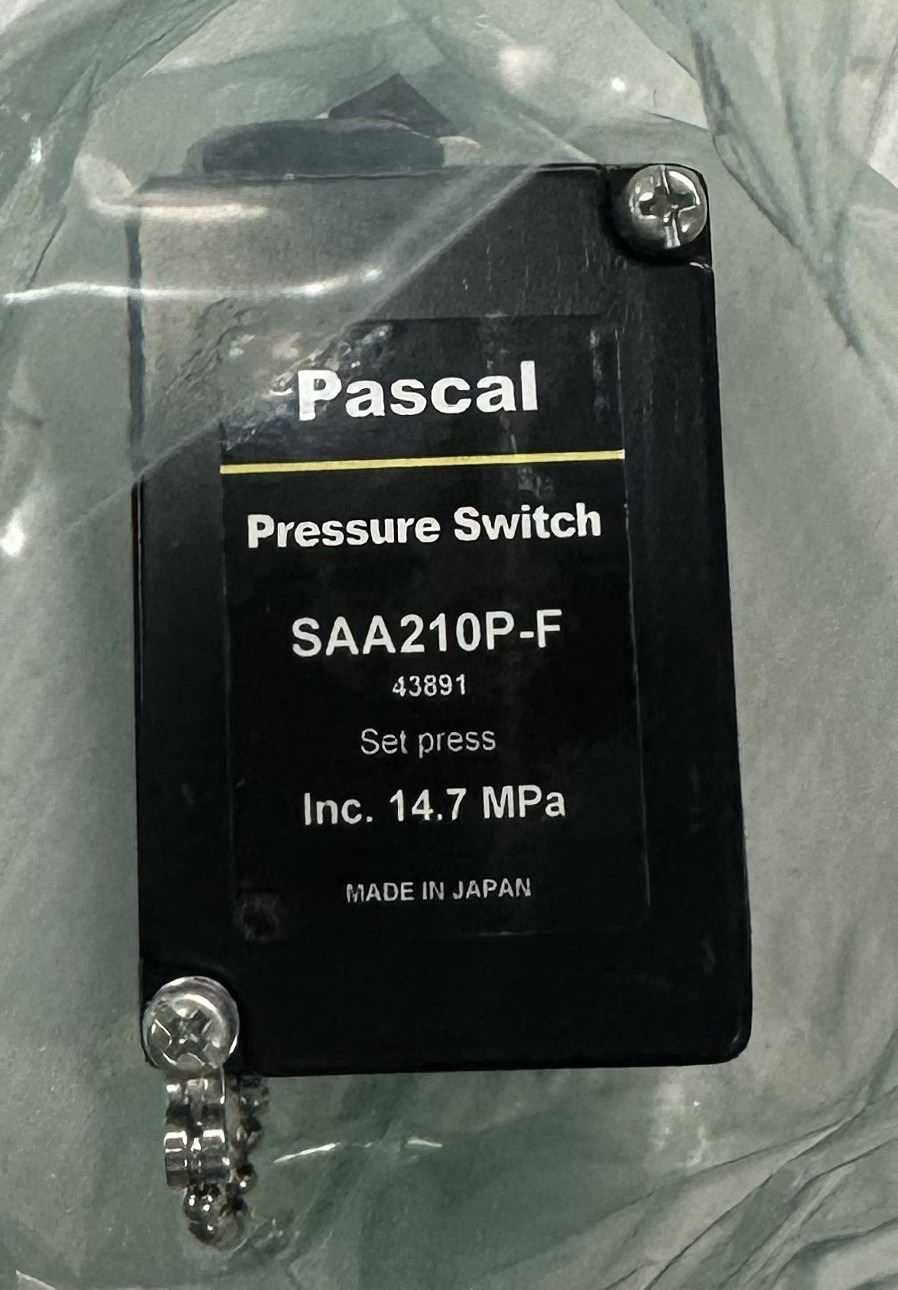 Pascal
Pressure Switch
SAA210P-F
43891
Set press
Inc. 14.7 MPa
MADE IN JAPAN